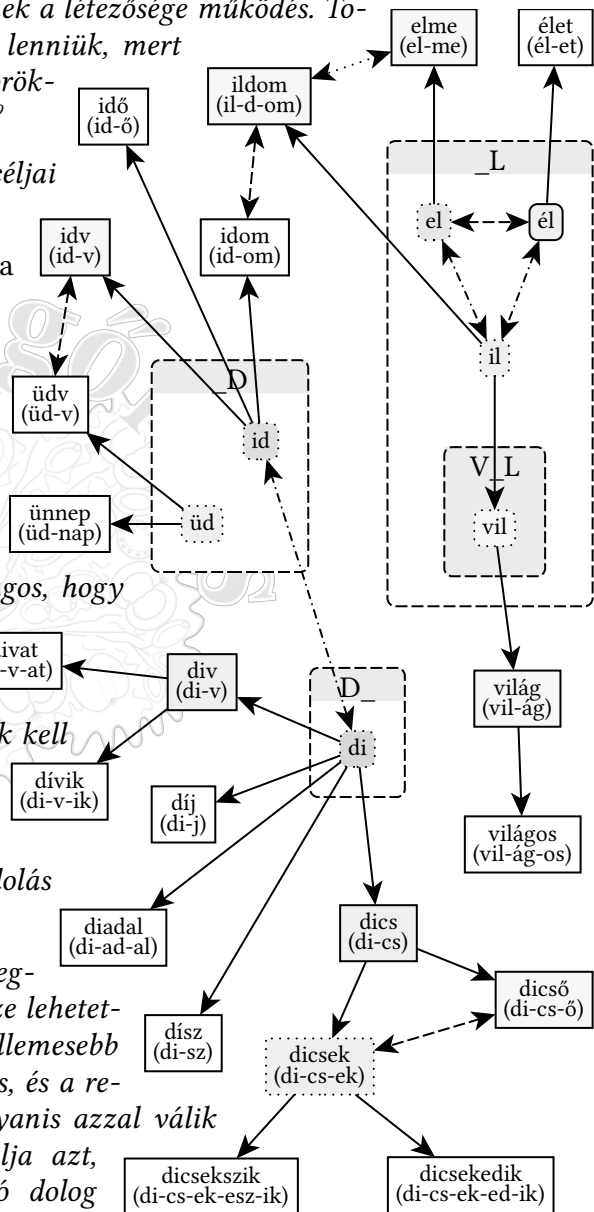 nek a létezősége működés. To-
lenniük, mert
örök-
céljai
a
gos, hogy
k kell
dolás
eg-
ze lehetet-
llemesebb
s, és a re-
yanis azzal válik
lja azt,
ó dolog
elme
(el-me)
élet
(él-et)
ildom
(il-d-om)
idő
(id-ő)
_L
idv
(id-v)
idom
(id-om)
el
él
il
_D
üdv
(üd-v)
id
V_L
ünnep
(üd-nap)
üd
vil
ivat
-v-at)
div
(di-v)
D_
világ
(vil-ág)
di
dívik
(di-v-ik)
díj
(di-j)
világos
(vil-ág-os)
diadal
(di-ad-al)
dics
(di-cs)
dicső
(di-cs-ő)
dísz
(di-sz)
dicsek
(di-cs-ek)
dicsekszik
(di-cs-ek-esz-ik)
dicsekedik
(di-cs-ek-ed-ik)